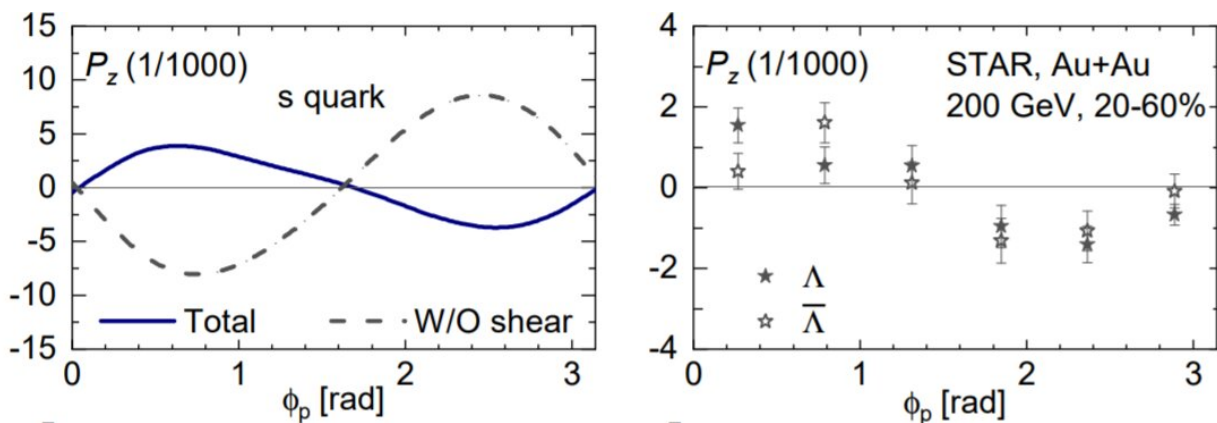 15
10
5
0
-5
-10
-15
P_z (1/1000)
s quark
Total
W/O shear
0
1
2
3
ϕ_p [rad]
4
2
0
-2
-4
P_z (1/1000)
STAR, Au+Au
200 GeV, 20-60%
Λ
Λ̅
0
1
2
3
ϕ_p [rad]